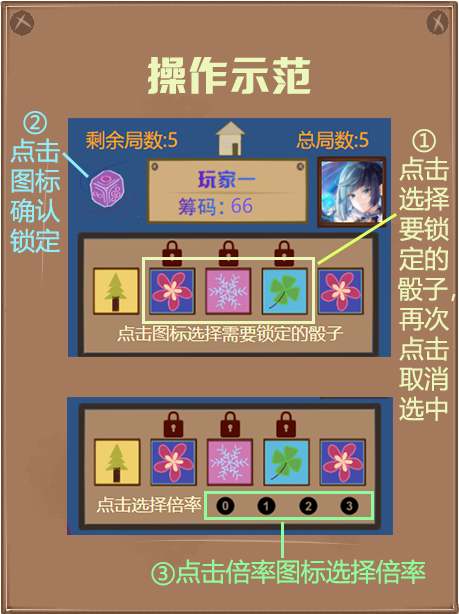 操作示范
②
点击
图标
确认
锁定
剩余局数:5
总局数:5
玩家一
筹码:66
①
点击
选择
要锁
定的
骰子，
再次
点击
取消
选中
点击图标选择需要锁定的骰子
点击选择倍率 0 1 2 3
③点击倍率图标选择倍率